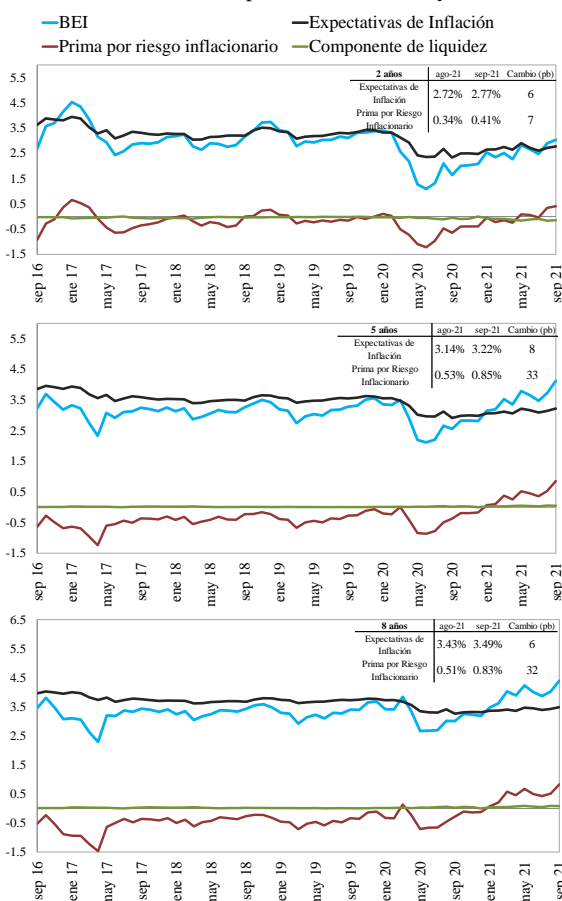 BEI
Expectativas de Inflación
Prima por riesgo inflacionario
Componente de liquidez
5.5
4.5
3.5
2.5
1.5
0.5
-0.5
-1.5
2 años ago-21 sep-21 Cambio (pb)
Expectativas de
Inflación
2.72% 2.77% 6
Prima por Riesgo
Inflacionario
0.34% 0.41% 7
sep 16
ene 17
may 17
sep 17
ene 18
may 18
sep 18
ene 19
may 19
sep 19
ene 20
may 20
sep 20
ene 21
may 21
sep 21
5.5
4.5
3.5
2.5
1.5
0.5
-0.5
-1.5
5 años ago-21 sep-21 Cambio (pb)
Expectativas de
Inflación
3.14% 3.22% 8
Prima por Riesgo
Inflacionario
0.53% 0.85% 33
sep 16
ene 17
may 17
sep 17
ene 18
may 18
sep 18
ene 19
may 19
sep 19
ene 20
may 20
sep 20
ene 21
may 21
sep 21
6.5
5.5
4.5
3.5
2.5
1.5
0.5
-0.5
-1.5
8 años ago-21 sep-21 Cambio (pb)
Expectativas de
Inflación
3.43% 3.49% 6
Prima por Riesgo
Inflacionario
0.51% 0.83% 32
sep 16
ene 17
may 17
sep 17
ene 18
may 18
sep 18
ene 19
may 19
sep 19
ene 20
may 20
sep 20
ene 21
may 21
sep 21